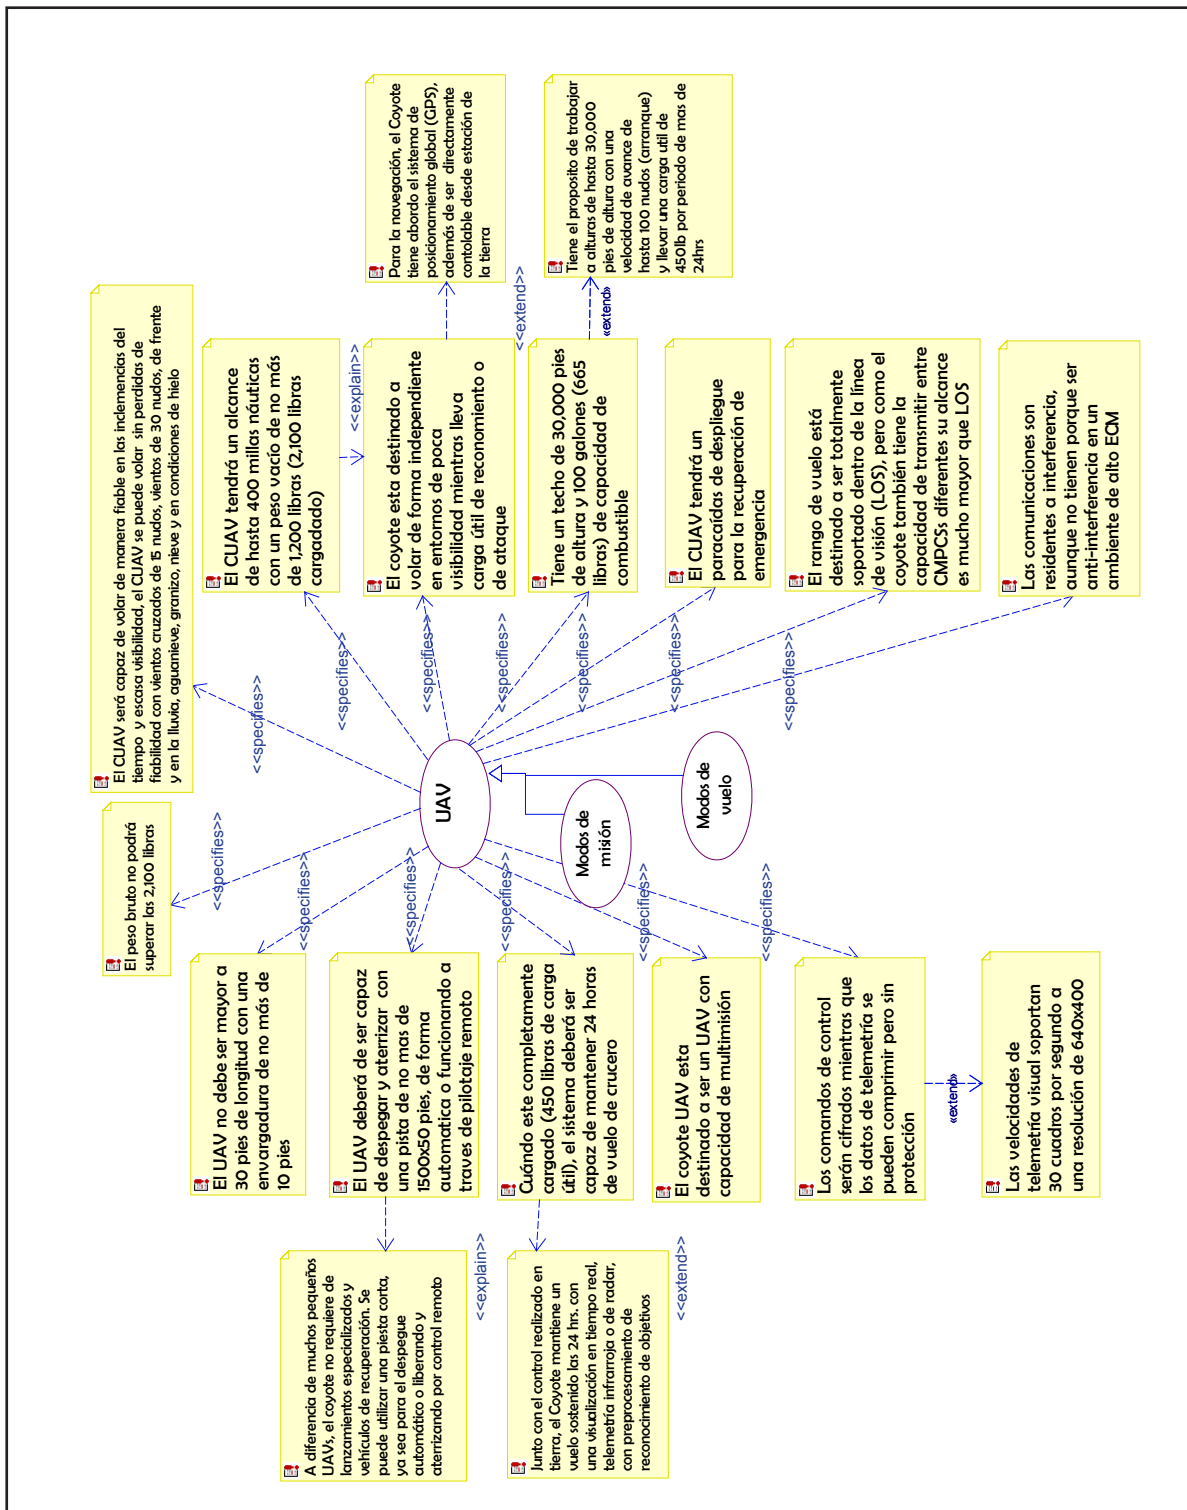 A diferencia de muchos pequeños
UAVs, el coyote no requiere de
lanzamientos especializados y
vehículos de recuperación. Se
puede utilizar una piesta corta,
ya sea para el despegue
automático o liberando y
aterrizando por control remoto
<<explain>>
Junto con el control realizado en
tierra, el Coyote mantiene un
vuelo sostenido las 24 hrs. con
una visualización en tiempo real,
telemetría infrarroja o de radar,
con preprocesamiento de
reconocimiento de objetivos
<<extend>>
El peso bruto no podrá
superar las 2,100 libras
<<specifies>>
El UAV no debe ser mayor a
30 pies de longitud con una
envargadura de no más de
10 pies
<<specifies>>
El UAV deberá de ser capaz
de despegar y aterrizar con
una pista de no mas de
1500x50 pies, de forma
automatica o funcionando a
traves de pilotaje remoto
<<specifies>>
Cuándo este completamente
cargado (450 libras de carga
útil), el sistema deberá ser
capaz de mantener 24 horas
de vuelo de crucero
<<specifies>>
El coyote UAV esta
destinado a ser un UAV con
capacidad de multimisión
<<specifies>>
Los comandos de control
serán cifrados mientras que
los datos de telemetría se
pueden comprimir pero sin
protección
<<specifies>>
«extend»
Las velocidades de
telemetría visual soportan
30 cuadros por segundo a
una resolución de 640x400
UAV
Modos de
misión
Modos de
vuelo
El CUAV será capaz de volar de manera fiable en las inclemencias del
tiempo y escasa visibilidad, el CUAV se puede volar sin perdidas de
fiabilidad con vientos cruzados de 15 nudos, vientos de 30 nudos, de frente
y en la lluvia, aguanieve, granizo, nieve y en condiciones de hielo
<<specifies>>
El CUAV tendrá un alcance
de hasta 400 millas náuticas
con un peso vacío de no más
de 1,200 libras (2,100 libras
cargadado)
<<specifies>>
<<explain>>
El coyote esta destinado a
volar de forma independiente
en entornos de poca
visibilidad mientras lleva
carga útil de reconomiento o
de ataque
<<specifies>>
Para la navegación, el Coyote
tiene abordo el sistema de
posicionamiento global (GPS),
además de ser directamente
contolable desde estación de
la tierra
<<extend>>
Tiene un techo de 30,000 pies
de altura y 100 galones (665
libras) de capacidad de
combustible
<<specifies>>
«extend»
Tiene el proposito de trabajar
a alturas de hasta 30,000
pies de altura con una
velocidad de avance de
hasta 100 nudos (arranque)
y llevar una carga util de
450lb por periodo de mas de
24hrs
El CUAV tendrá un
paracaídas de despliegue
para la recuperación de
emergencia
<<specifies>>
El rango de vuelo está
destinado a ser totalmente
soportado dentro de la línea
de visión (LOS), pero como el
coyote también tiene la
capacidad de transmitir entre
CMPCSs diferentes su alcance
es mucho mayor que LOS
<<specifies>>
Las comunicaciones son
residentes a interferencia,
aunque no tienen porque ser
anti-interferencia en un
ambiente de alto ECM
<<specifies>>